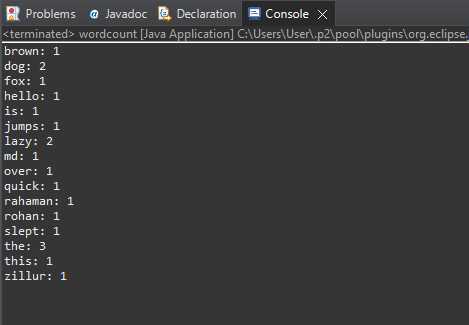 Problems @ Javadoc Declaration Console
<terminated> wordcount [Java Application] C:\Users\User\.p2\pool\plugins\org.eclipse.
brown: 1
dog: 2
fox: 1
hello: 1
is: 1
jumps: 1
lazy: 2
md: 1
over: 1
quick: 1
rahaman: 1
rohan: 1
slept: 1
the: 3
this: 1
zillur: 1